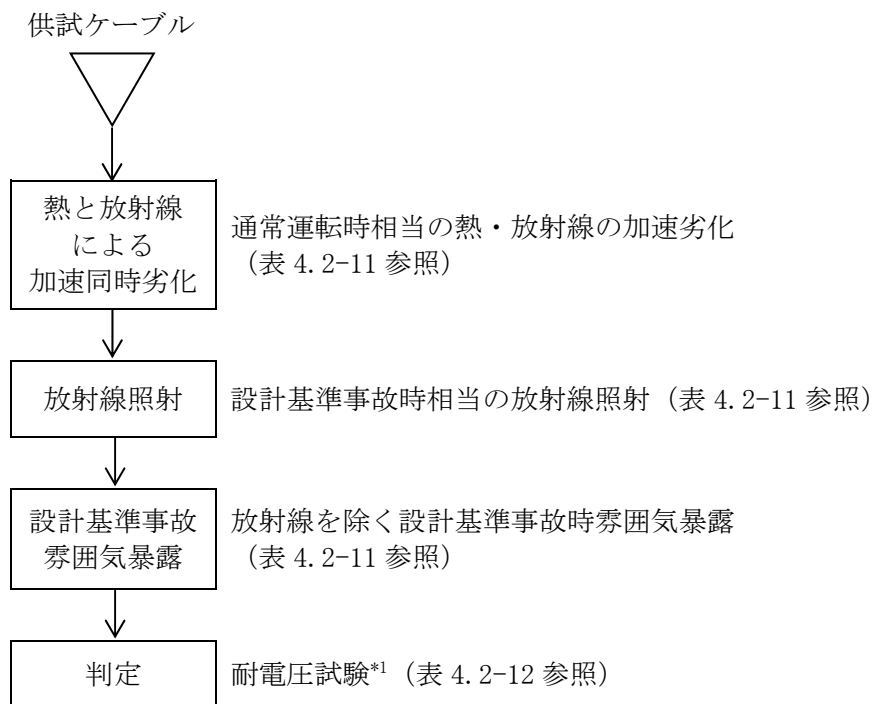 供試ケーブル
熱と放射線
による
加速同時劣化
通常運転時相当の熱・放射線の加速劣化
（表 4.2-11 参照）
放射線照射
設計基準事故時相当の放射線照射（表 4.2-11 参照）
設計基準事故
雰囲気暴露
放射線を除く設計基準事故時雰囲気暴露
（表 4.2-11 参照）
判定
耐電圧試験*1（表 4.2-12 参照）